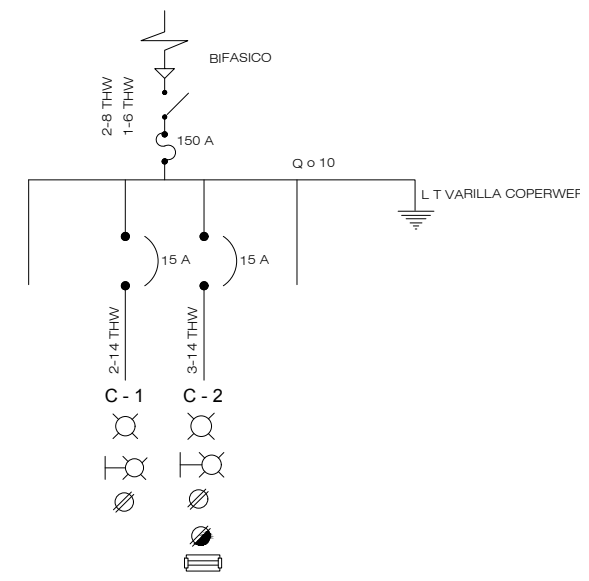 BIFASICO
2-8 THW
1-6 THW
150 A
Q o 10
L T VARILLA COPERWEF
15 A
15 A
2-14 THW
3-14 THW
C - 1
C - 2